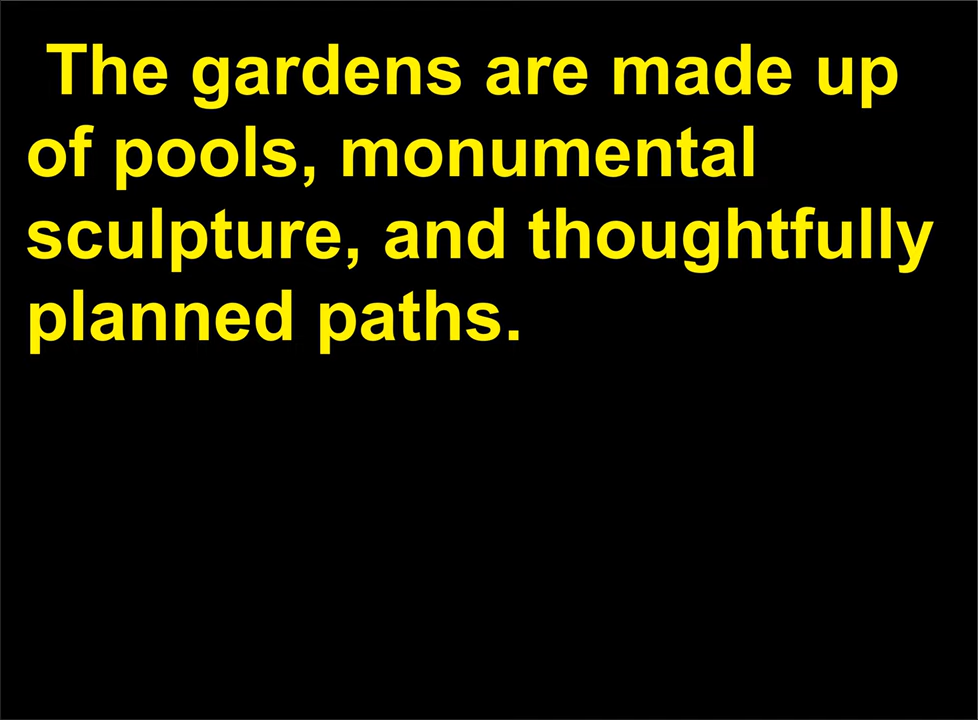 The gardens are made up
of pools, monumental
sculpture, and thoughtfully
planned paths.